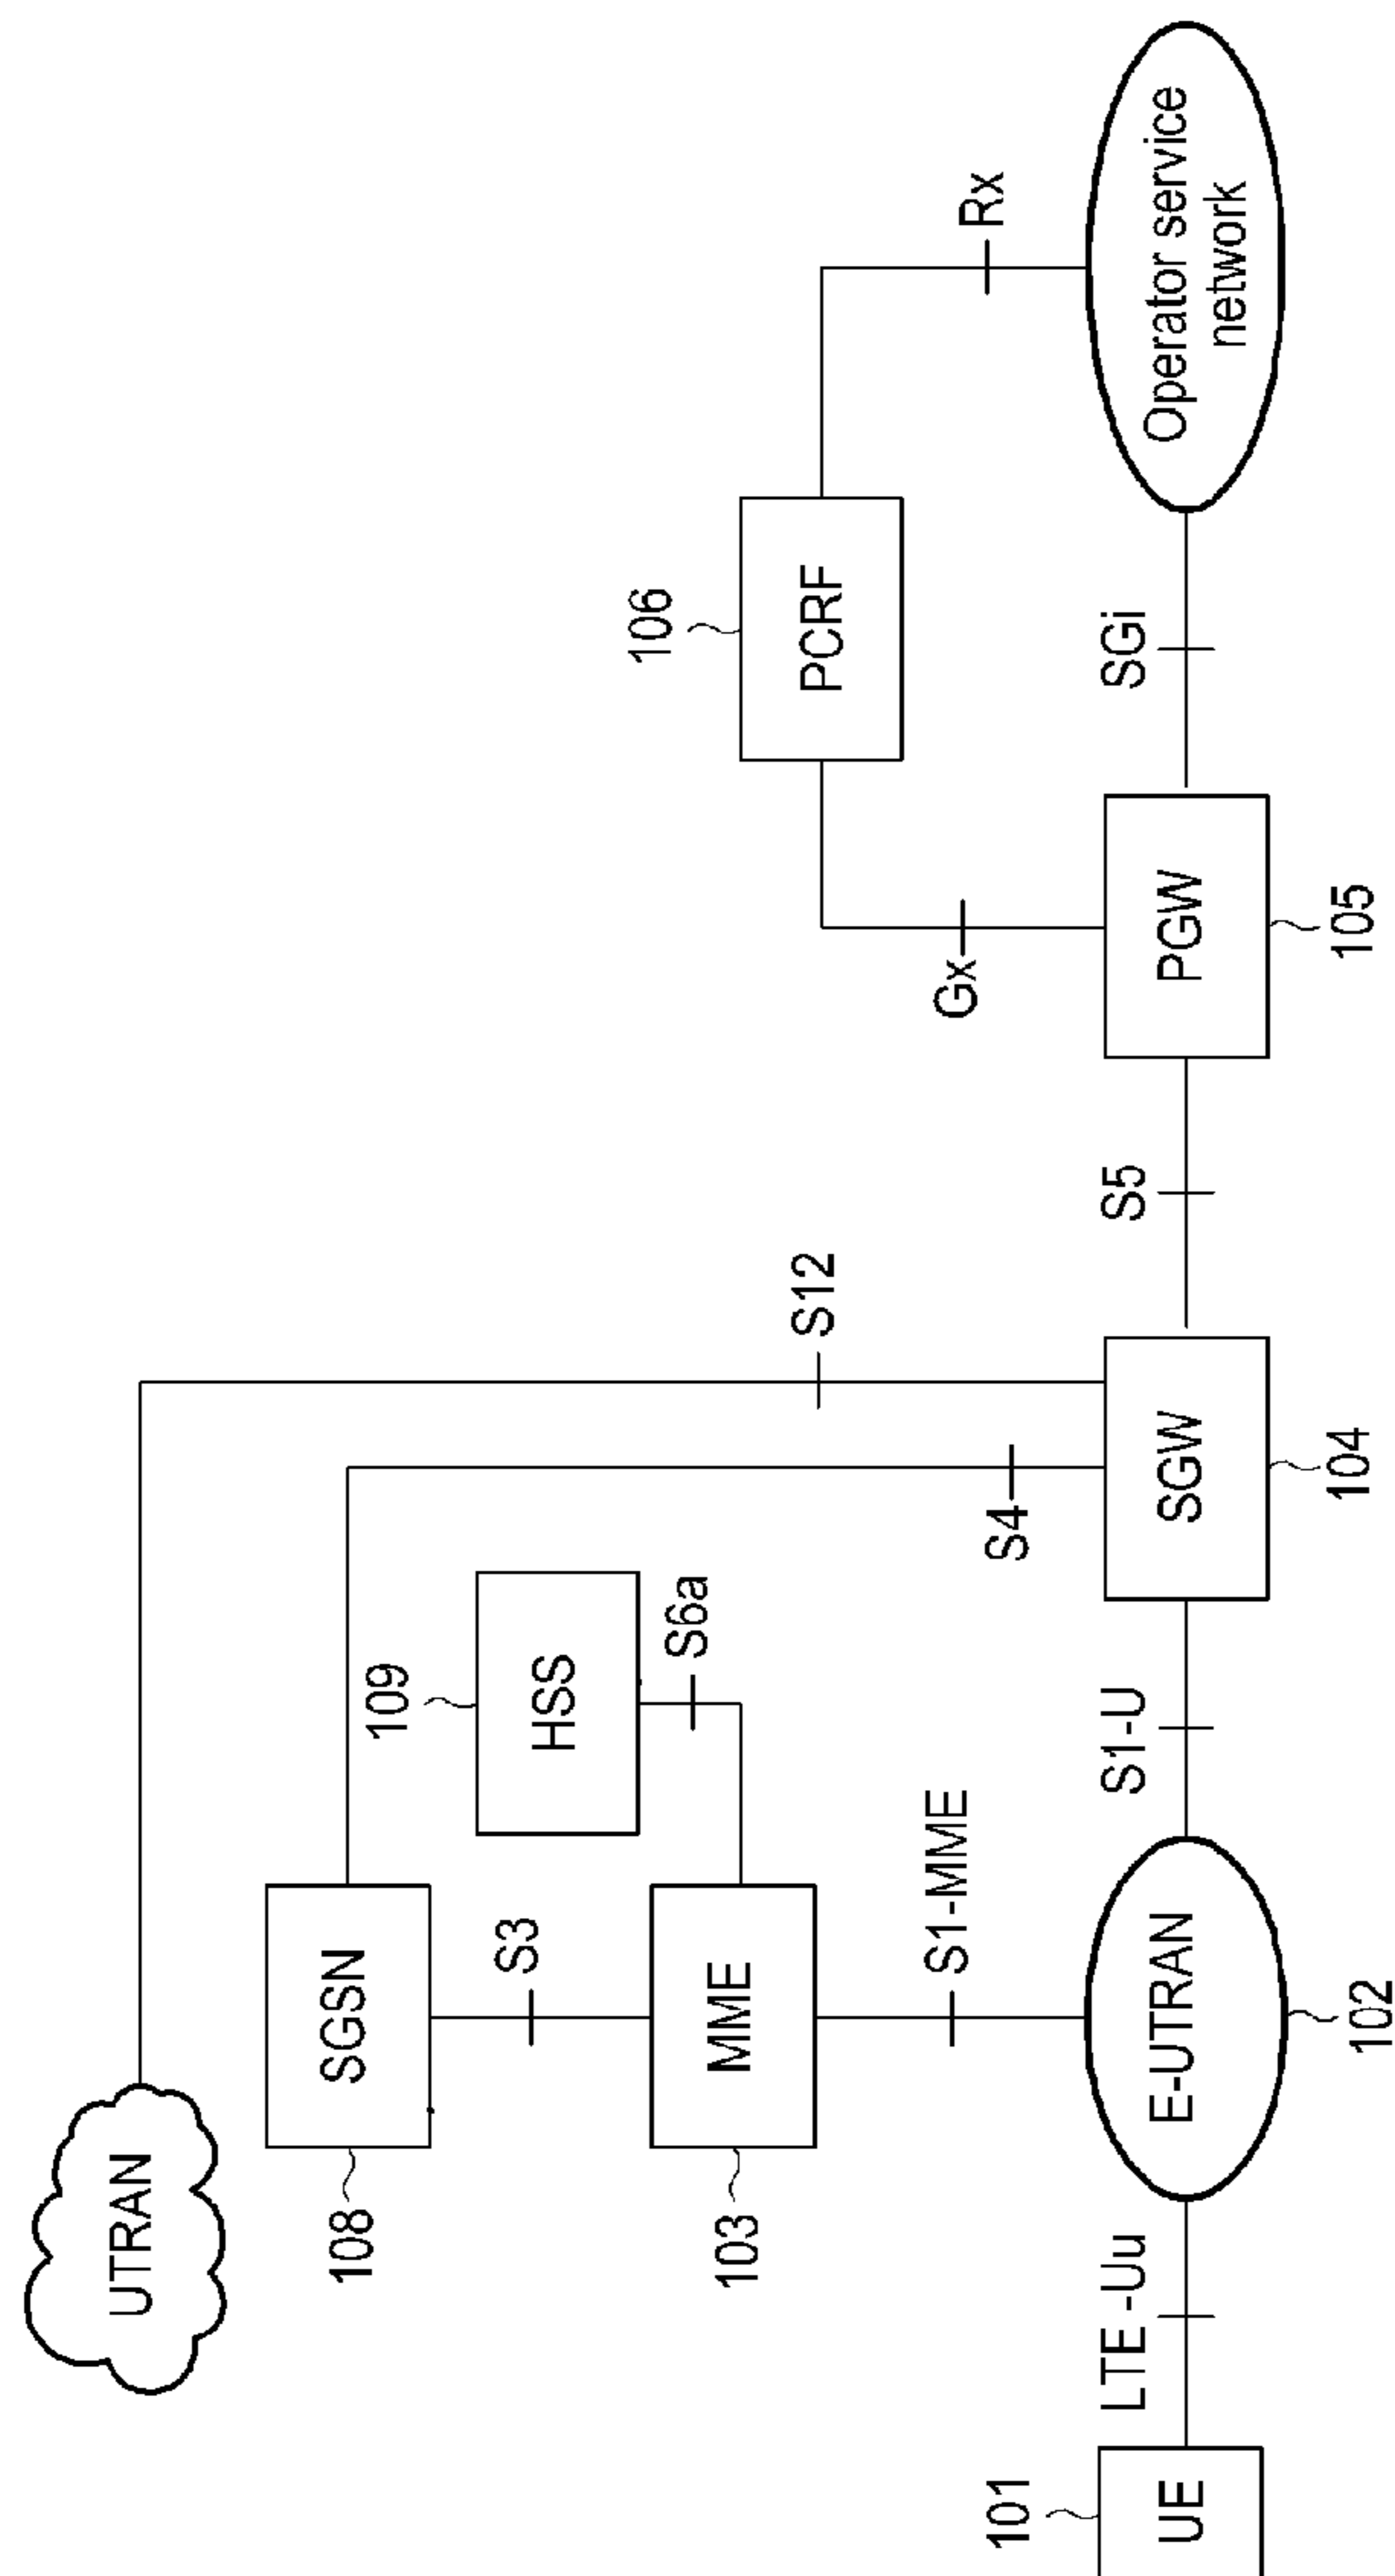 UTRAN
SGSN
108
S3
HSS
109
S6a
MME
103
S12
S4
S1-MME
PCRF
106
Gx
Rx
UE
101
LTE -Uu
E-UTRAN
102
S1-U
SGW
104
S5
PGW
105
SGi
Operator service
network